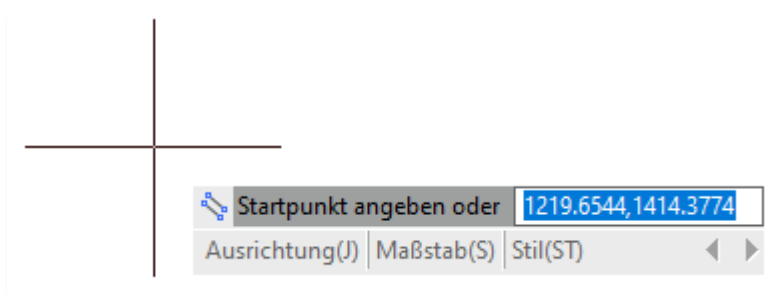 Startpunkt angeben oder 1219.6544,1414.3774
Ausrichtung(J) Maßstab(S) Stil(ST)